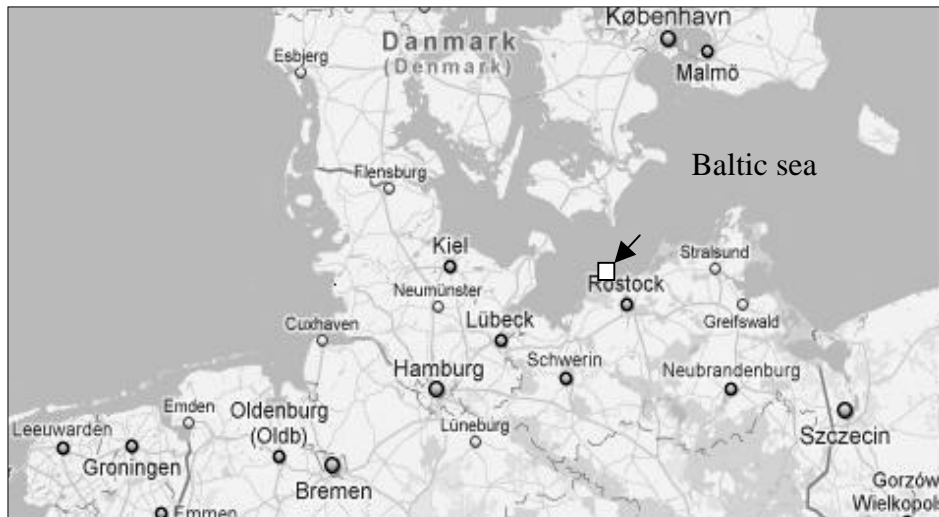 København
Danmark
(Denmark)
Esbjerg
Malmö
Baltic sea
Flensburg
Kiel
Stralsund
Neumünster
Rostock
Cuxhaven
Lübeck
Greifswald
Schwerin
Hamburg
Neubrandenburg
Emden
Oldenburg
(Oldb)
Leeuwarden
Lüneburg
Szczecin
Groningen
Bremen
Gorzów
Wielkopols
Emmen